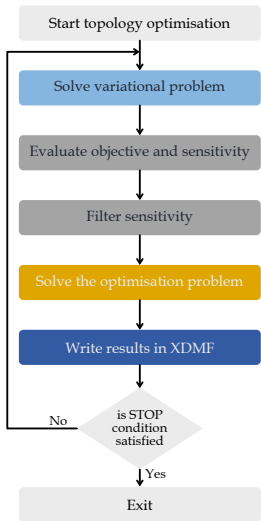 Start topology optimisation
Solve variational problem
Evaluate objective and sensitivity
Filter sensitivity
Solve the optimisation problem
Write results in XDMF
is STOP
condition
satisfied
No
Yes
Exit